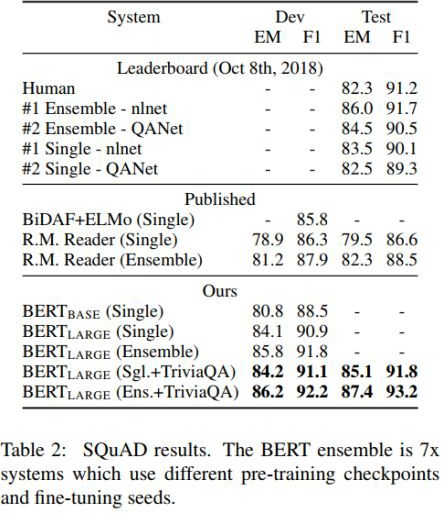 System Dev Test
EM F1 EM F1
Leaderboard (Oct 8th, 2018)
Human - - 82.3 91.2
#1 Ensemble - nlnet - - 86.0 91.7
#2 Ensemble - QANet - - 84.5 90.5
#1 Single - nlnet - - 83.5 90.1
#2 Single - QANet - - 82.5 89.3
Published
BiDAF+ELMo (Single) - 85.8 - -
R.M. Reader (Single) 78.9 86.3 79.5 86.6
R.M. Reader (Ensemble) 81.2 87.9 82.3 88.5
Ours
BERTBASE (Single) 80.8 88.5 - -
BERTLARGE (Single) 84.1 90.9 - -
BERTLARGE (Ensemble) 85.8 91.8 - -
BERTLARGE (Sgl.+TriviaQA) 84.2 91.1 85.1 91.8
BERTLARGE (Ens.+TriviaQA) 86.2 92.2 87.4 93.2
Table 2: SQuAD results. The BERT ensemble is 7x
systems which use different pre-training checkpoints
and fine-tuning seeds.